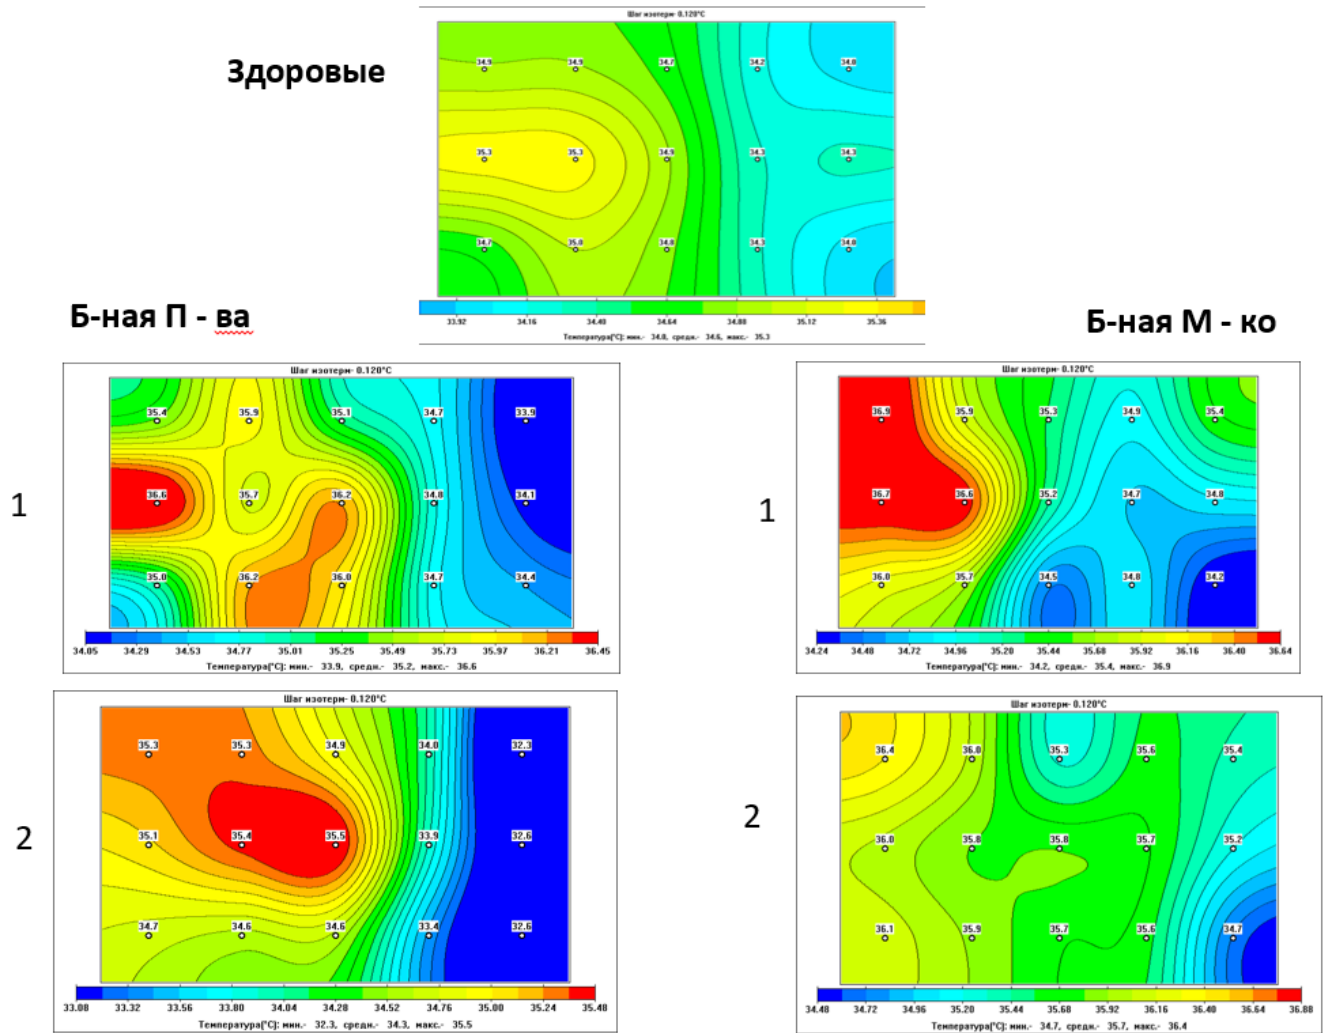 Шаг изотерм- 0.120°С
Здоровые
34.9 34.9 34.7 34.2 34.8
35.3 35.3 34.9 34.3 34.3
34.7 35.0 34.8 34.3 34.8
33.92 34.16 34.40 34.64 34.88 35.12 35.36
Температура(°С): мин.- 34.8, средн.- 34.6, макс.- 35.3
Б-ная П - ва
Б-ная М - ко
Шаг изотерм- 0.120°С
35.4 35.9 35.1 34.7 33.9
1
36.6 35.7 36.2 34.8 34.1
35.0 36.2 36.0 34.7 34.4
34.05 34.29 34.53 34.77 35.01 35.25 35.49 35.73 35.97 36.21 36.45
Температура(°С): мин.- 33.9, средн.- 35.2, макс.- 36.6
Шаг изотерм- 0.120°С
36.9 35.9 35.3 34.9 35.4
1
36.7 36.6 35.2 34.7 34.8
36.0 35.7 34.5 34.8 34.2
34.24 34.48 34.72 34.96 35.20 35.44 35.68 35.92 36.16 36.40 36.64
Температура(°С): мин.- 34.2, средн.- 35.4, макс.- 36.9
Шаг изотерм- 0.120°С
35.3 35.3 34.9 34.0 32.3
2
35.1 35.4 35.5 33.9 32.6
34.7 34.6 34.6 33.4 32.6
33.08 33.32 33.56 33.80 34.04 34.28 34.52 34.76 35.00 35.24 35.48
Температура(°С): мин.- 32.3, средн.- 34.3, макс.- 35.5
Шаг изотерм- 0.120°С
36.4 36.0 35.3 35.6 35.4
2
36.0 35.8 35.8 35.7 35.2
36.1 35.9 35.7 35.6 34.7
34.48 34.72 34.96 35.20 35.44 35.68 35.92 36.16 36.40 36.64 36.88
Температура(°С): мин.- 34.7, средн.- 35.7, макс.- 36.4